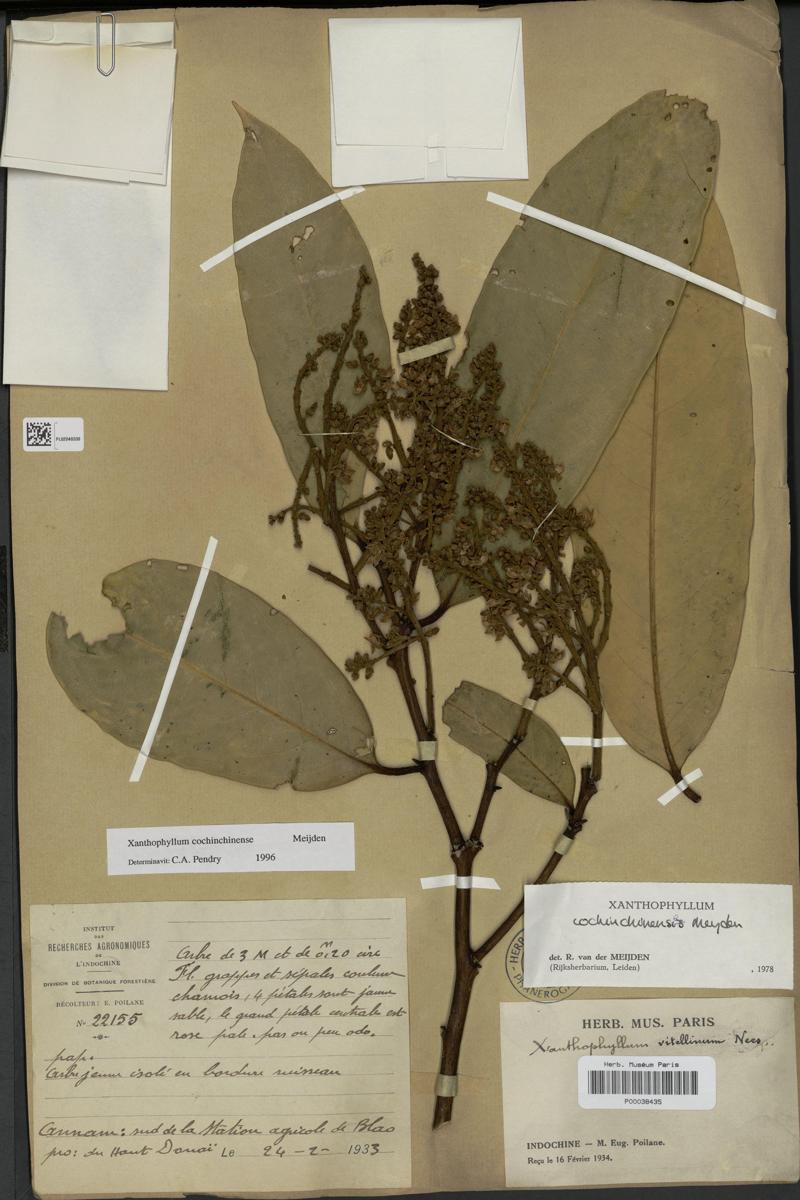 PL02940338
Xanthophyllum cochinchinense Meijden
Determinavit: C.A. Pendry 1996
INSTITUT
DES
RECHERCHES AGRONOMIQUES
DE
L'INDOCHINE
DIVISION DE BOTANIQUE FORESTIÈRE
RÉCOLTEUR: E. POILANE
No 22155
Arbre de 3 M et de 0m,20 circ
Fl. grappes et sépales couleur
chamois, 4 pétales sont jaune
sable, le grand pétale centrale est
rose pale. pas ou peu odo.
Arbre jeune isolé en bordure ruisseau
Annam: sud de la Station agricole de Blao
pro: du Haut Donaï Le 24-2-1933
XANTHOPHYLLUM
cochinchinensis Meyden
det. R. van der MEIJDEN
(Rijksherbarium, Leiden) , 1978
HERB. MUS. PARIS
Xanthophyllum vitellinum Nees
Herb. Muséum Paris
P00038435
INDOCHINE — M. Eug. Poilane.
Reçu le 16 Février 1934.